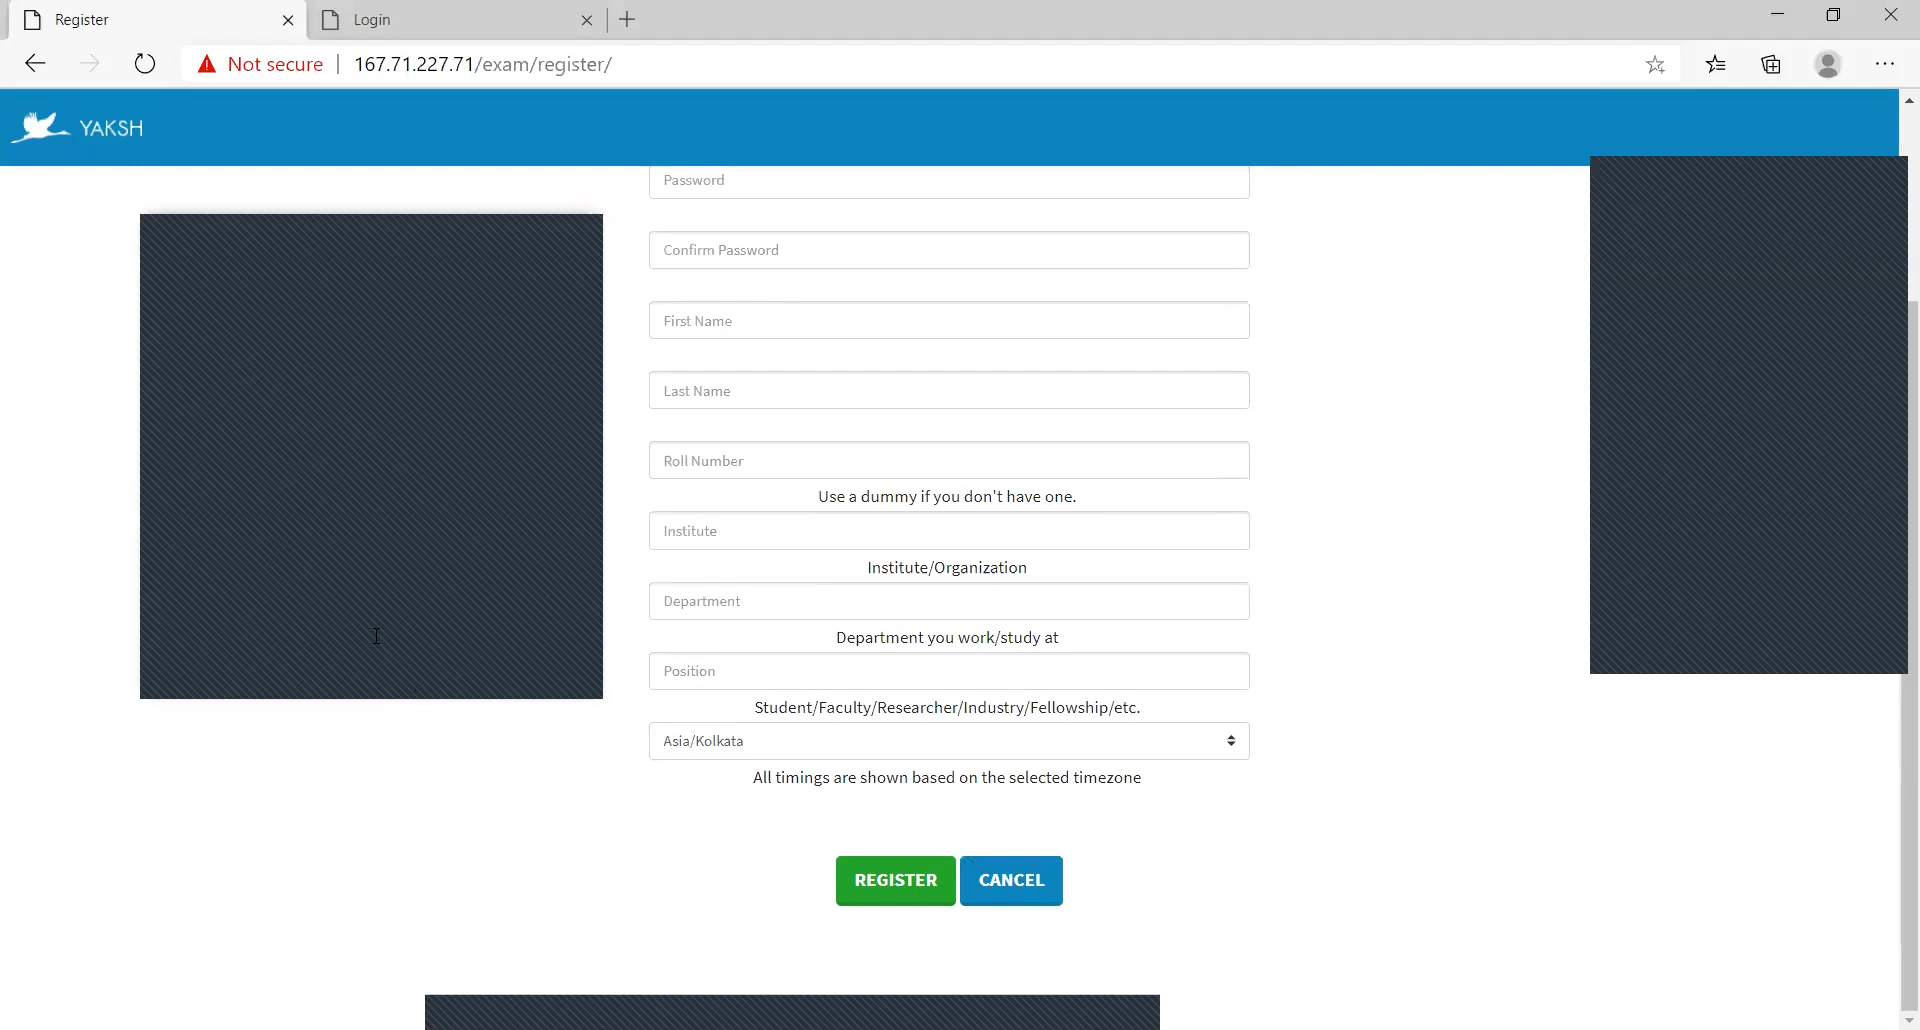 Register
Login
Not secure
167.71.227.71/exam/register/
YAKSH
Password
Confirm Password
First Name
Last Name
Roll Number
Use a dummy if you don't have one.
Institute
Institute/Organization
Department
Department you work/study at
Position
Student/Faculty/Researcher/Industry/Fellowship/etc.
Asia/Kolkata
All timings are shown based on the selected timezone
REGISTER CANCEL